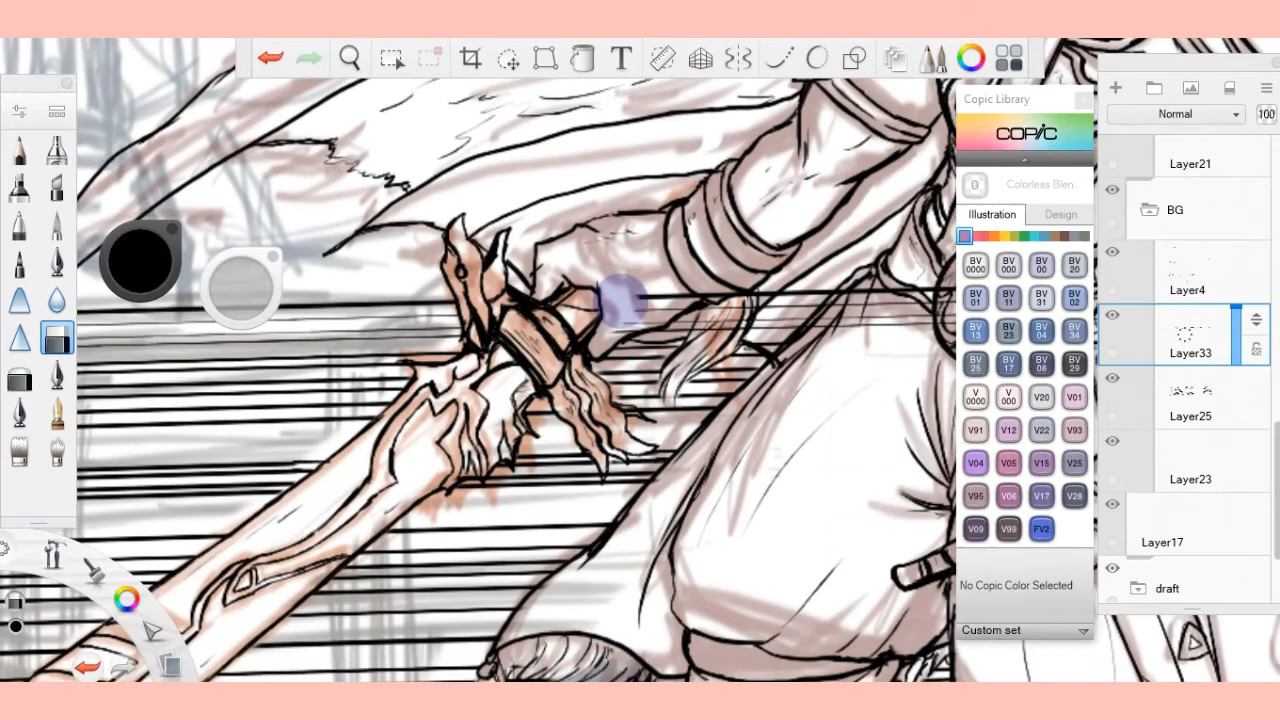 T
Copic Library
COPIC
0 Colorless Blen...
Illustration Design
BV 0000 BV 000 BV 00 BV 20
BV 01 BV 11 BV 31 BV 02
BV 13 BV 23 BV 04 BV 34
BV 25 BV 17 BV 08 BV 29
V 0000 V 000 V20 V01
V91 V12 V22 V93
V04 V05 V15 V25
V95 V06 V17 V28
V09 V99 FV2
No Copic Color Selected
Custom set
Normal 100
Layer21
BG
Layer4
Layer33
Layer25
Layer23
Layer17
draft